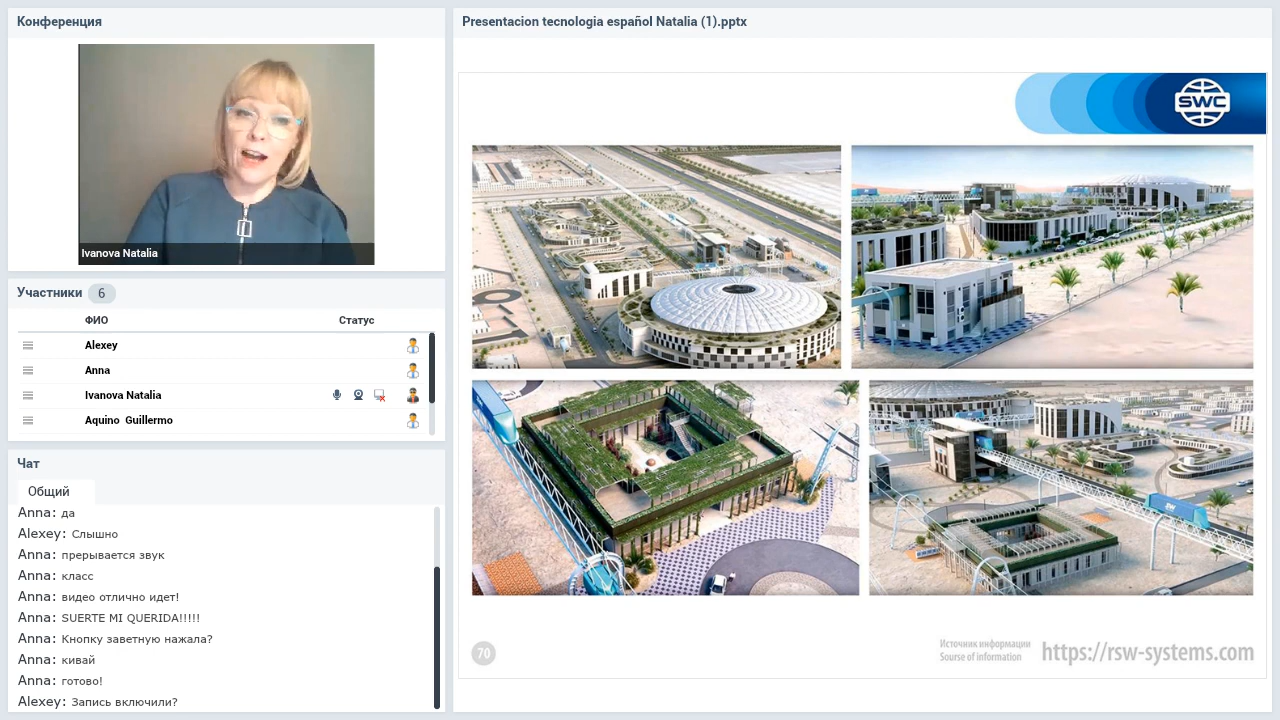 Конференция
Ivanova Natalia
Участники 6
ФИО Статус
Alexey
Anna
Ivanova Natalia
Aquino Guillermo
Чат
Общий
Anna: да
Alexey: Слышно
Anna: прерывается звук
Anna: класс
Anna: видео отлично идет!
Anna: SUERTE MI QUERIDA!!!!!
Anna: Кнопку заветную нажала?
Anna: кивай
Anna: готово!
Alexey: Запись включили?
Presentacion tecnologia español Natalia (1).pptx
SWC
70
Источник информации
Sourse of information
https://rsw-systems.com